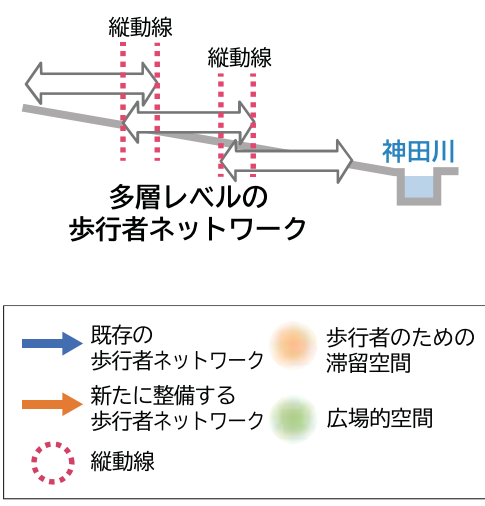 縦動線
縦動線
神田川
多層レベルの
歩行者ネットワーク
既存の
歩行者ネットワーク
新たに整備する
歩行者ネットワーク
縦動線
歩行者のための
滞留空間
広場的空間